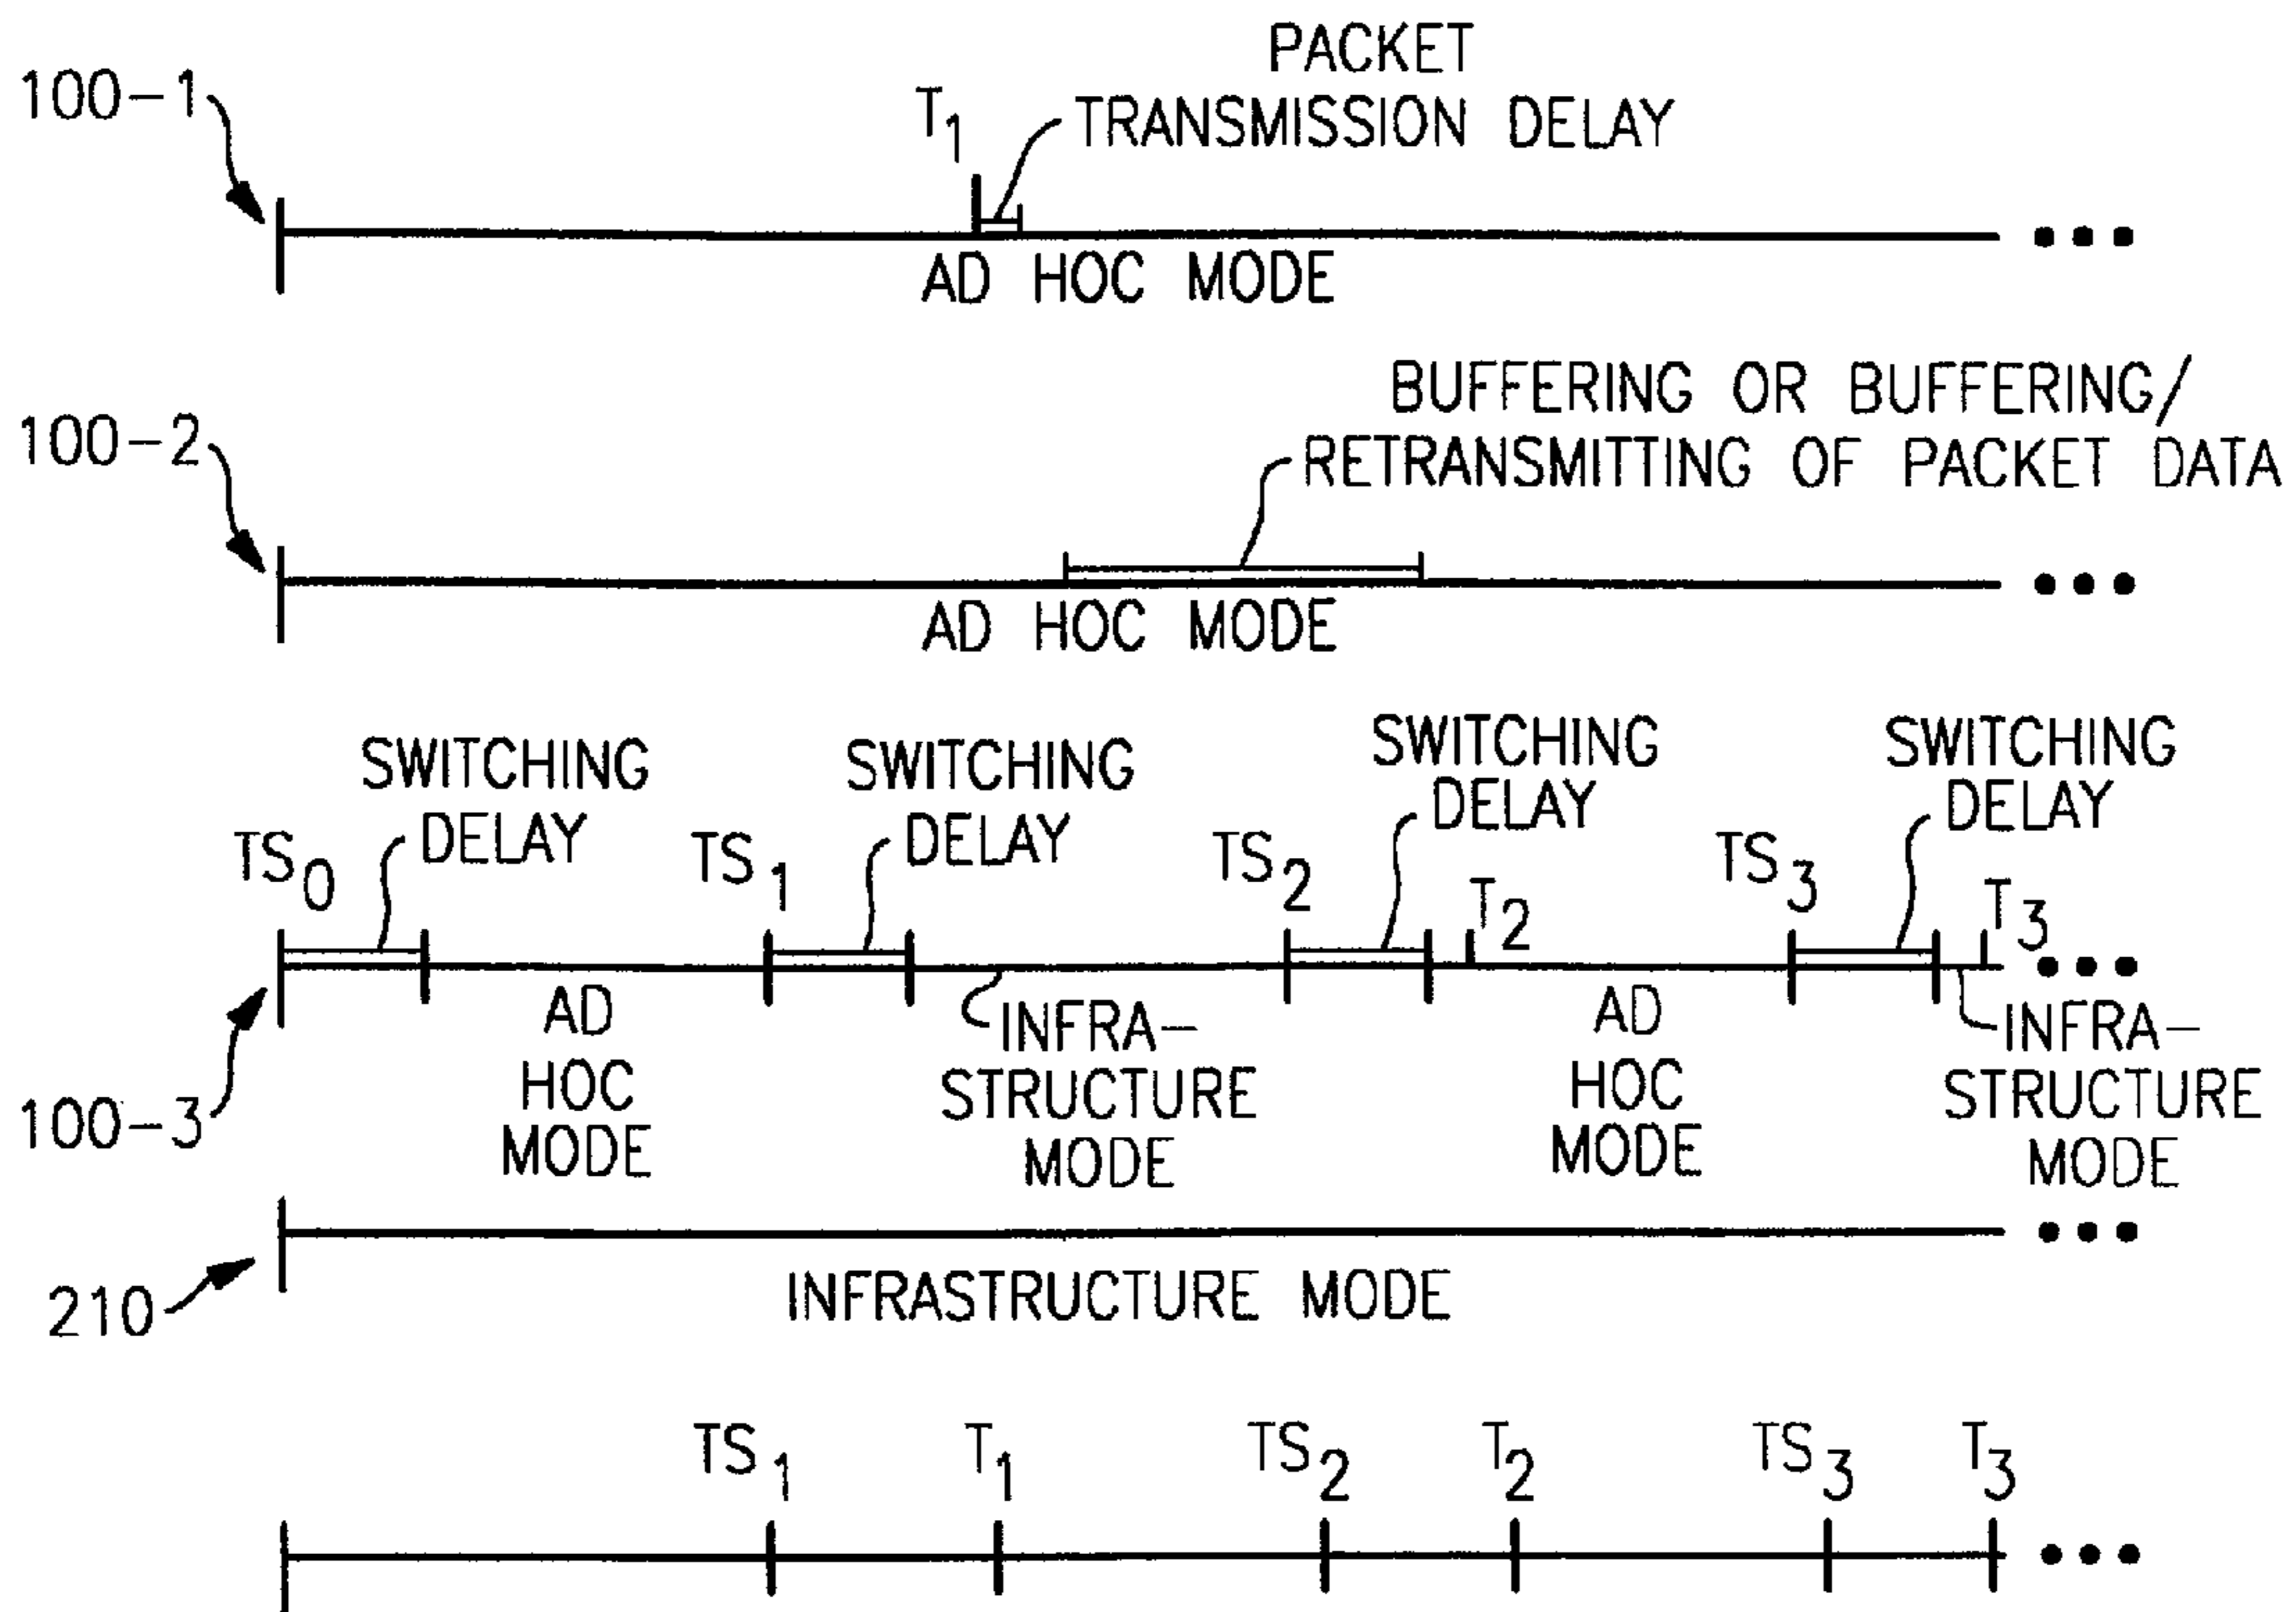 PACKET
100-1
T1
TRANSMISSION DELAY
AD HOC MODE
BUFFERING OR BUFFERING/
100-2
RETRANSMITTING OF PACKET DATA
AD HOC MODE
SWITCHING
DELAY
SWITCHING
DELAY
SWITCHING
DELAY
SWITCHING
DELAY
TS0
TS1
TS2
T2
TS3
T3
100-3
AD
HOC
MODE
INFRA-
STRUCTURE
MODE
AD
HOC
MODE
INFRA-
STRUCTURE
MODE
210
INFRASTRUCTURE MODE
TS1 T1 TS2 T2 TS3 T3